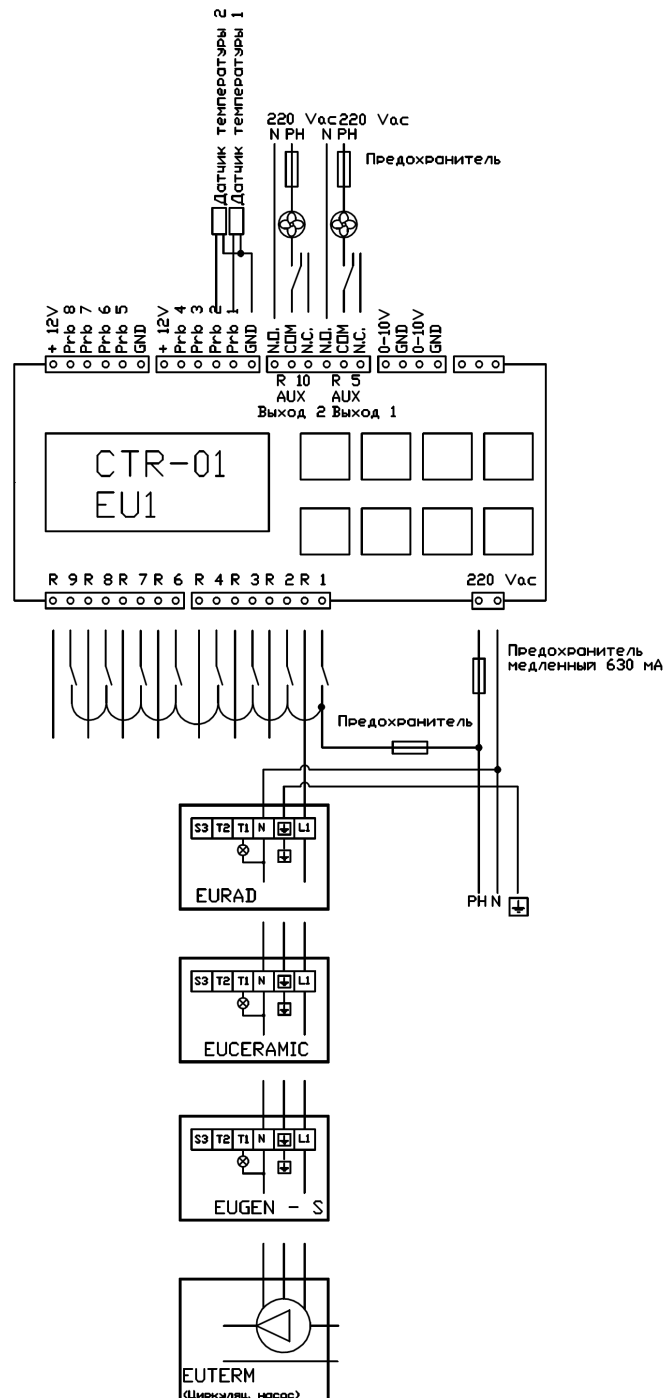 Датчик температуры 2
Датчик температуры 1
220 Vac 220 Vac
N PH N PH
Предохранитель
+ 12V
Prb 8
Prb 7
Prb 6
Prb 5
GND
+ 12V
Prb 4
Prb 3
Prb 2
Prb 1
GND
N.O.
COM
N.C.
N.O.
COM
N.C.
0-10V
GND
0-10V
GND
R 10 R 5
AUX AUX
Выход 2 Выход 1
CTR-01
EU1
R 9 R 8 R 7 R 6 R 4 R 3 R 2 R 1 220 Vac
Предохранитель
медленный 630 мА
Предохранитель
S3 T2 T1 N L1
EURAD
PH N
S3 T2 T1 N L1
EUCERAMIC
S3 T2 T1 N L1
EUGEN - S
EUTERM
(Циркуляц. насос)